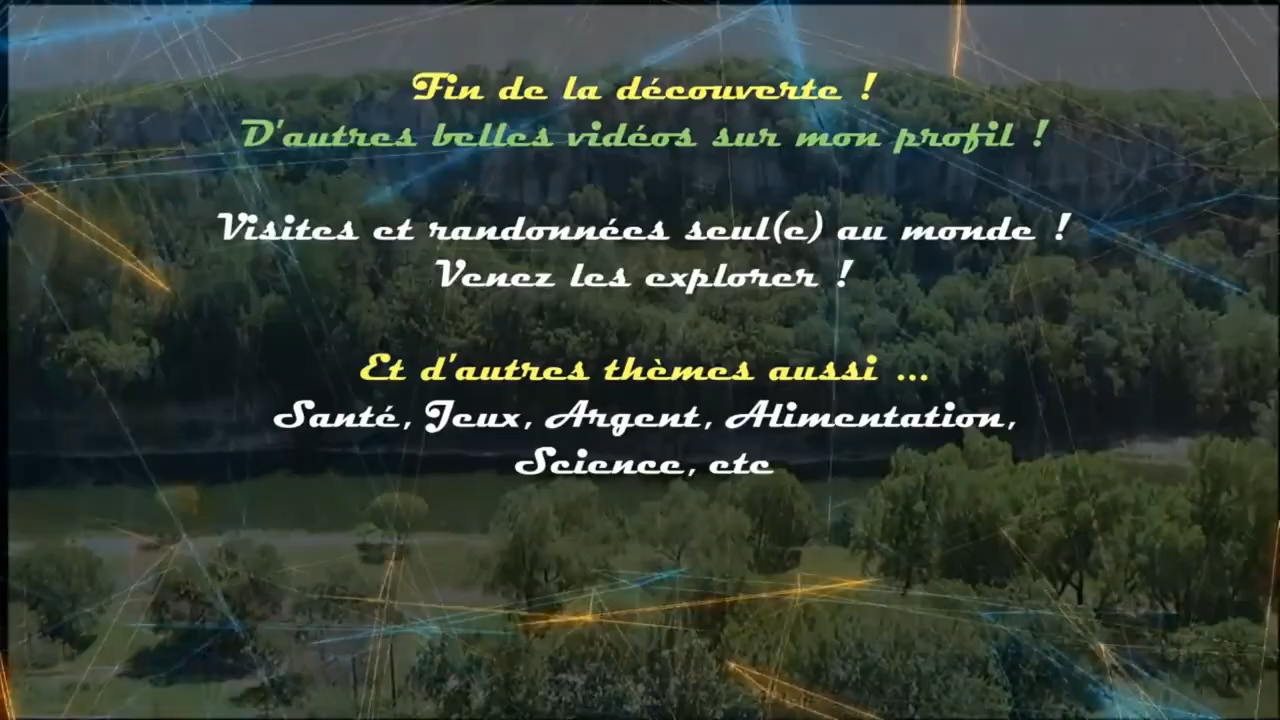 Fin de la découverte !
D'autres belles vidéos sur mon profil !
Visites et randonnées seul(e) au monde !
Venez les explorer !
Et d'autres thèmes aussi ...
Santé, Jeux, Argent, Alimentation,
Science, etc